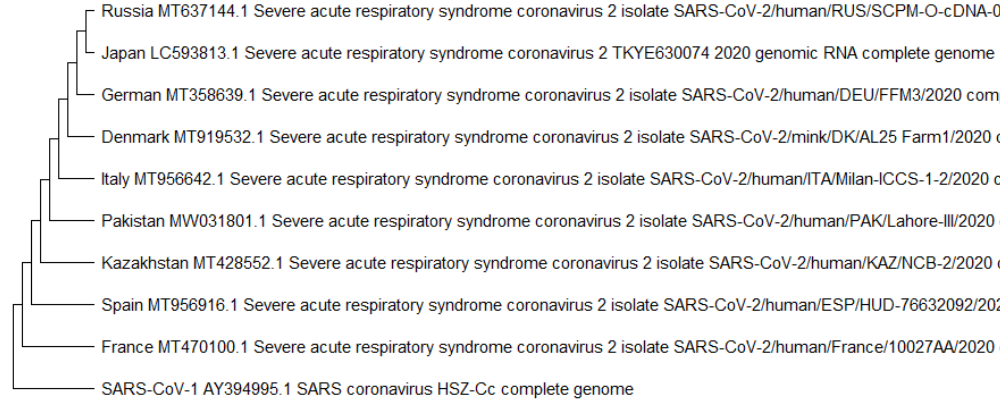 Russia MT637144.1 Severe acute respiratory syndrome coronavirus 2 isolate SARS-CoV-2/human/RUS/SCPM-O-cDNA-0
Japan LC593813.1 Severe acute respiratory syndrome coronavirus 2 TKYE630074 2020 genomic RNA complete genome
German MT358639.1 Severe acute respiratory syndrome coronavirus 2 isolate SARS-CoV-2/human/DEU/FFM3/2020 com
Denmark MT919532.1 Severe acute respiratory syndrome coronavirus 2 isolate SARS-CoV-2/mink/DK/AL25 Farm1/2020 c
Italy MT956642.1 Severe acute respiratory syndrome coronavirus 2 isolate SARS-CoV-2/human/ITA/Milan-ICCS-1-2/2020 c
Pakistan MW031801.1 Severe acute respiratory syndrome coronavirus 2 isolate SARS-CoV-2/human/PAK/Lahore-III/2020
Kazakhstan MT428552.1 Severe acute respiratory syndrome coronavirus 2 isolate SARS-CoV-2/human/KAZ/NCB-2/2020 c
Spain MT956916.1 Severe acute respiratory syndrome coronavirus 2 isolate SARS-CoV-2/human/ESP/HUD-76632092/202
France MT470100.1 Severe acute respiratory syndrome coronavirus 2 isolate SARS-CoV-2/human/France/10027AA/2020
SARS-CoV-1 AY394995.1 SARS coronavirus HSZ-Cc complete genome